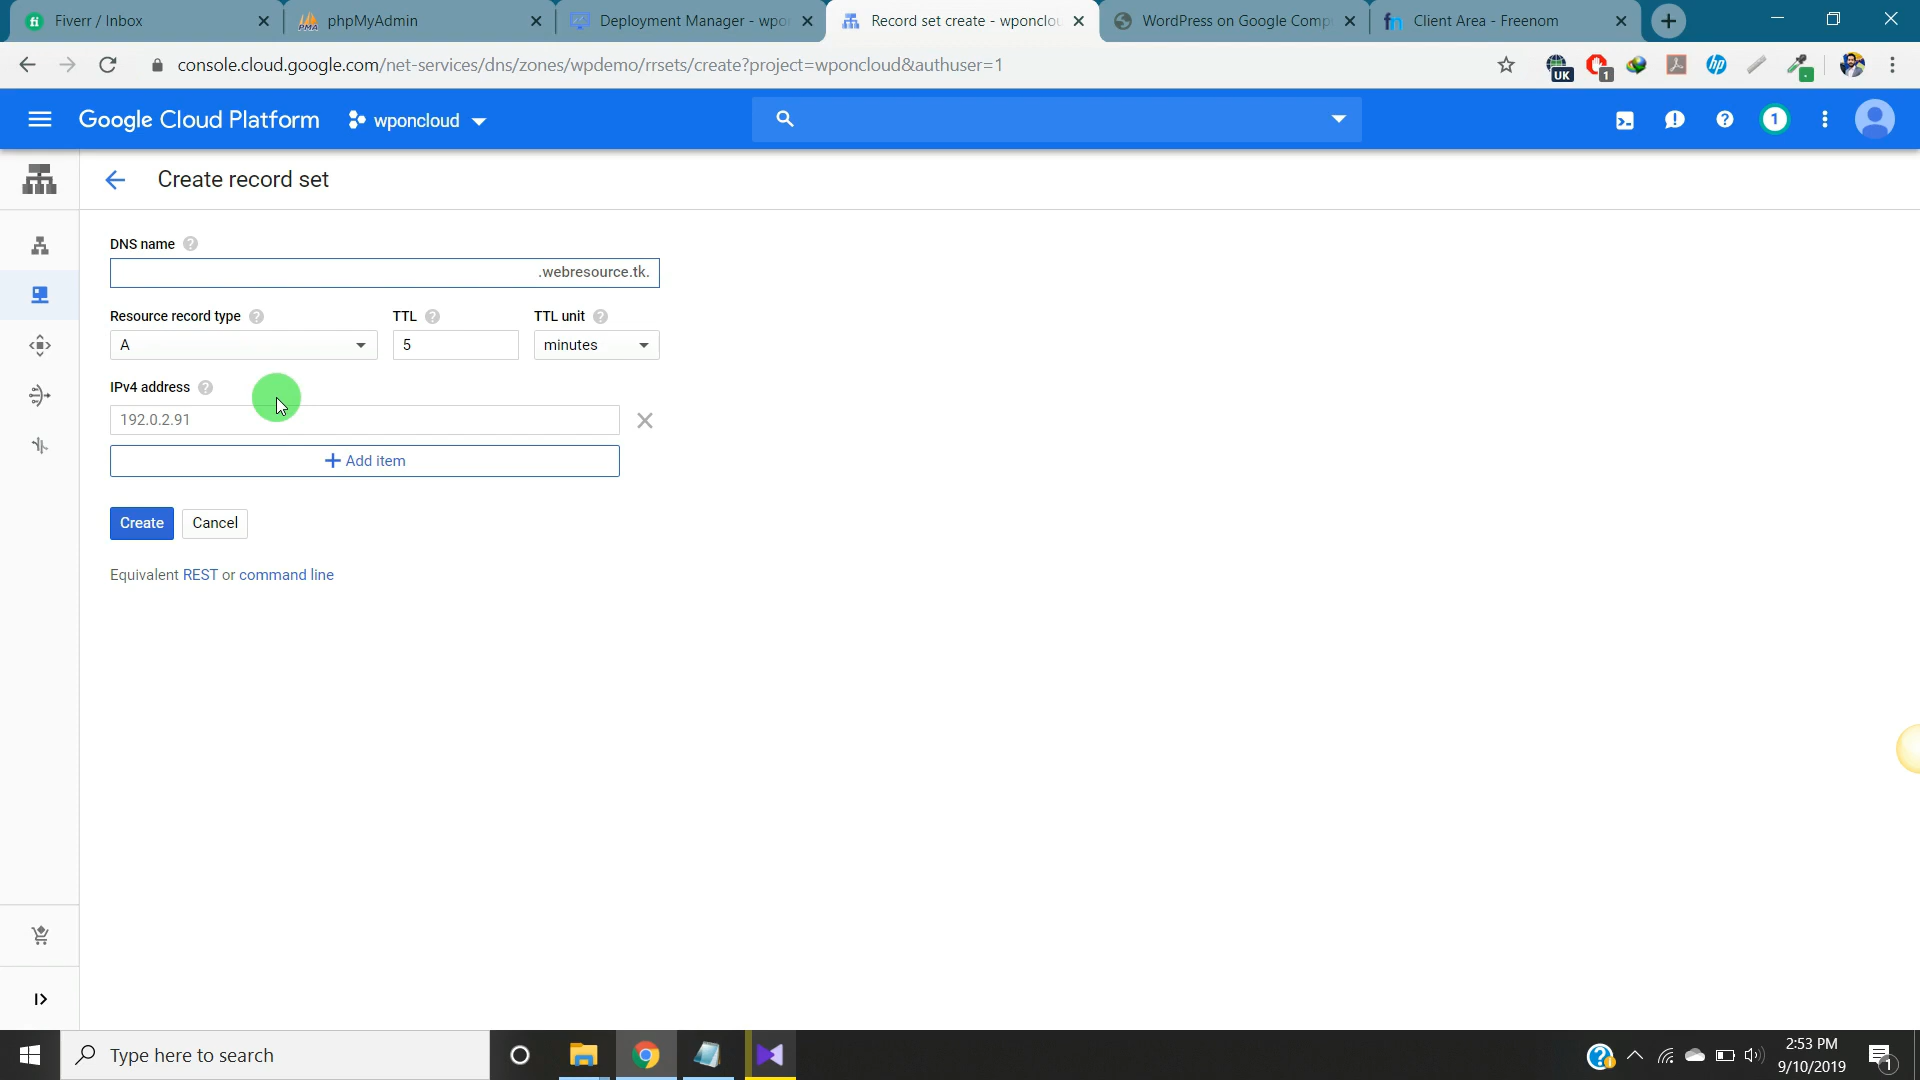 Fiverr / Inbox
phpMyAdmin
Deployment Manager - wpo
Record set create - wponclou
WordPress on Google Comp
Client Area - Freenom
console.cloud.google.com/net-services/dns/zones/wpdemo/rrsets/create?project=wponcloud&authuser=1
UK
1
Google Cloud Platform
wponcloud
1
Create record set
DNS name
.webresource.tk.
Resource record type
TTL
TTL unit
A
5
minutes
IPv4 address
192.0.2.91
Add item
Create
Cancel
Equivalent REST or command line
Type here to search
2:53 PM
9/10/2019
1